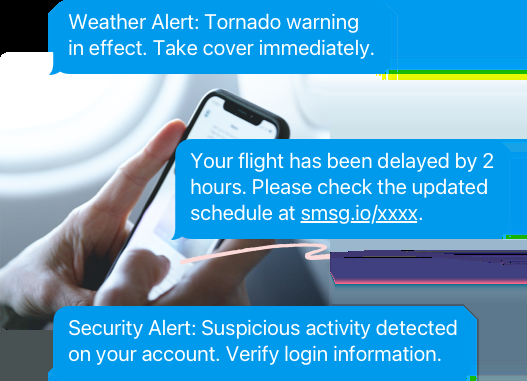 Weather Alert: Tornado warning
in effect. Take cover immediately.
Your flight has been delayed by 2
hours. Please check the updated
schedule at smsg.io/xxxx.
Security Alert: Suspicious activity detected
on your account. Verify login information.